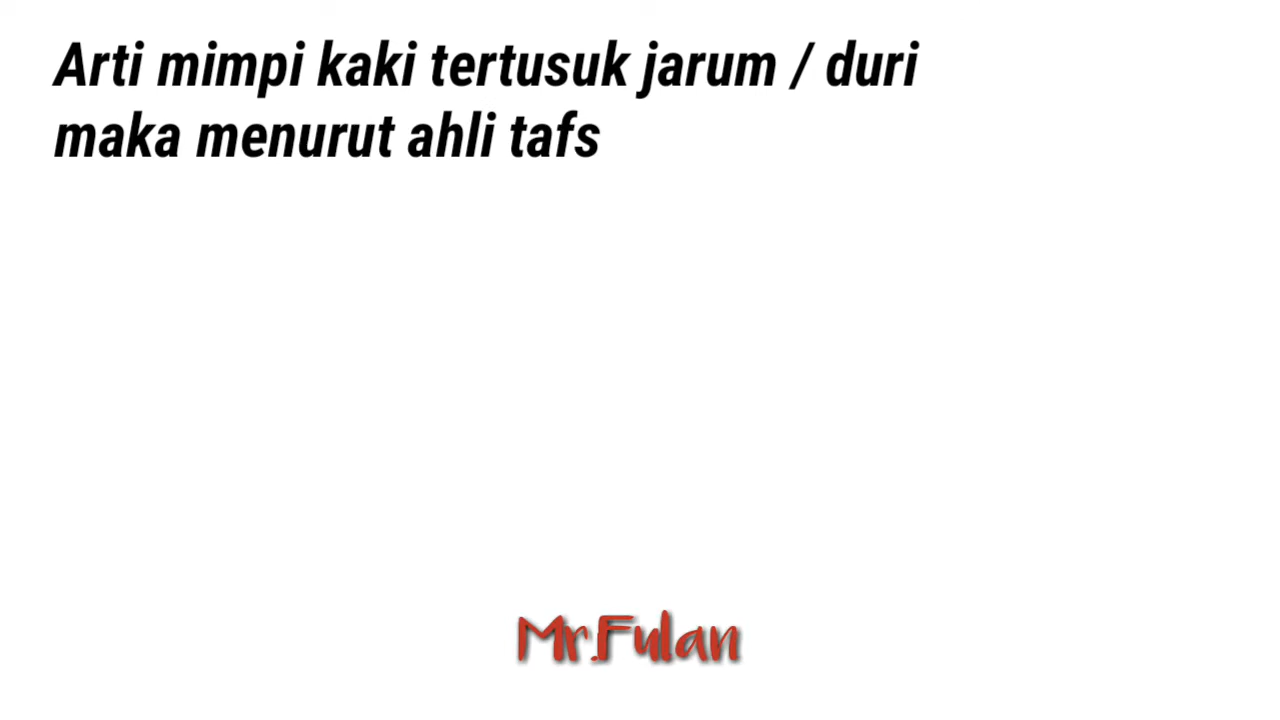 Arti mimpi kaki tertusuk jarum / duri
maka menurut ahli tafs
Mr.Fulan